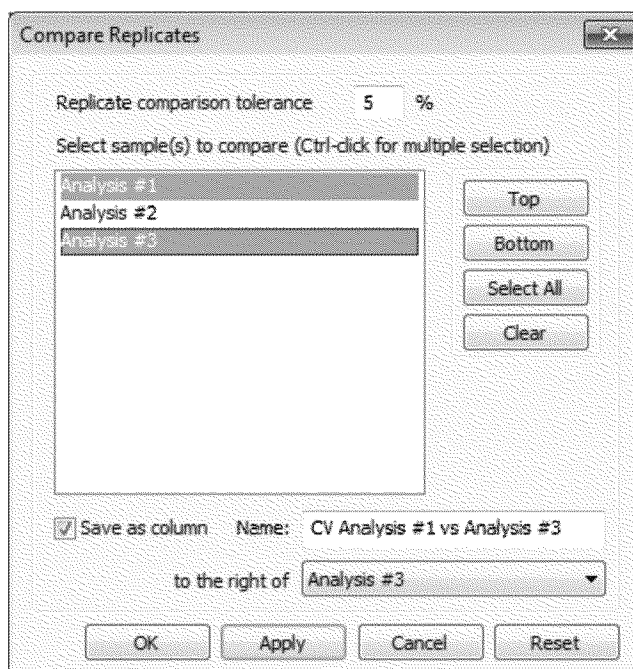 Compare Replicates
Replicate comparison tolerance 5 %
Select sample(s) to compare (Ctrl-click for multiple selection)
Analysis #1
Analysis #2
Analysis #3
Top
Bottom
Select All
Clear
Save as column Name: CV Analysis #1 vs Analysis #3
to the right of Analysis #3
OK Apply Cancel Reset